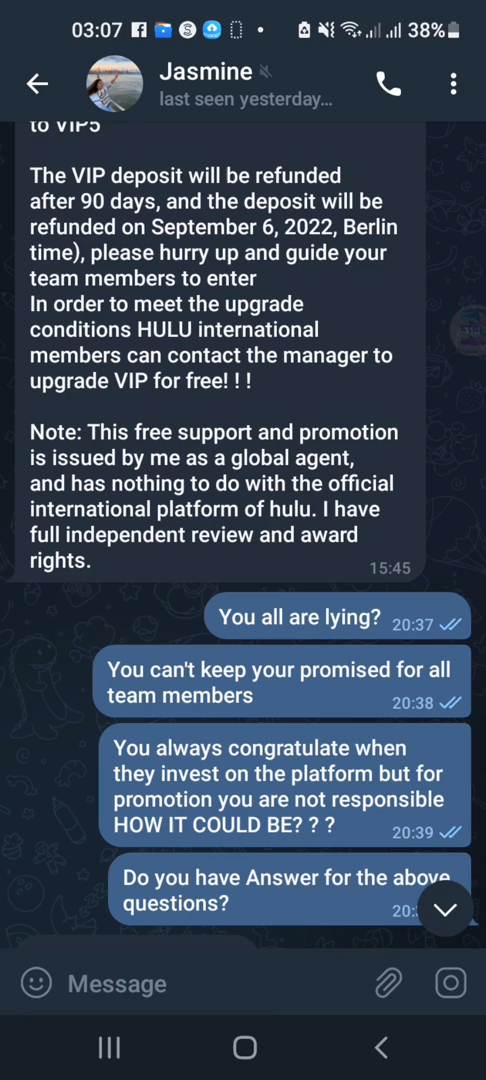 03:07
38%
Jasmine
last seen yesterday...
to VIP5
The VIP deposit will be refunded
after 90 days, and the deposit will be
refunded on September 6, 2022, Berlin
time), please hurry up and guide your
team members to enter
In order to meet the upgrade
conditions HULU international
members can contact the manager to
upgrade VIP for free! ! !
Note: This free support and promotion
is issued by me as a global agent,
and has nothing to do with the official
international platform of hulu. I have
full independent review and award
rights.
15:45
You all are lying?
20:37
You can't keep your promised for all
team members
20:38
You always congratulate when
they invest on the platform but for
promotion you are not responsible
HOW IT COULD BE? ? ?
20:39
Do you have Answer for the above
questions?
Message